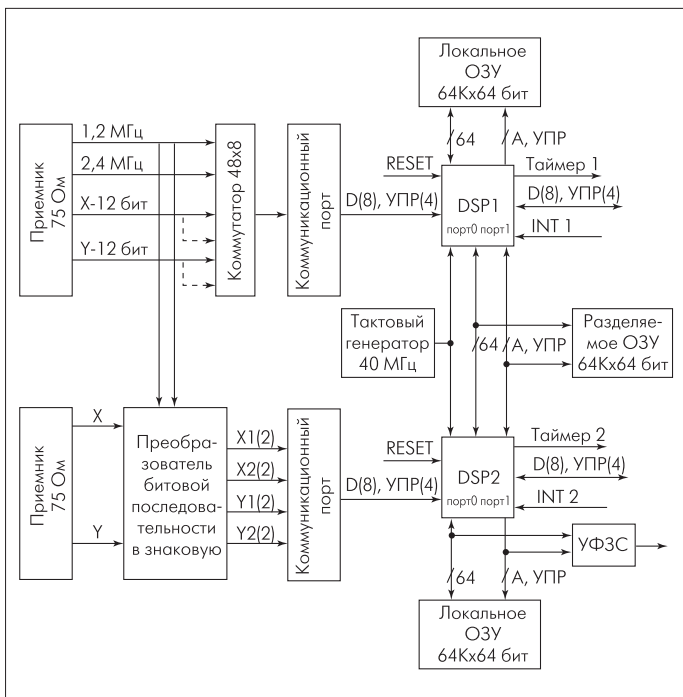 Локальное
ОЗУ
64Кх64 бит
64
А, УПР
Приемник
75 Ом
1,2 МГц
2,4 МГц
Х-12 бит
Y-12 бит
Коммутатор 48х8
Коммуникационный
порт
D(8), УПР(4)
RESET
DSP1
порт0 порт1
Таймер 1
D(8), УПР(4)
INT 1
Тактовый
генератор
40 МГц
64
А, УПР
Разделяе-
мое ОЗУ
64Кх64 бит
Приемник
75 Ом
X
Y
Преобра-
зователь
битовой
последова-
тельности
в знаковую
X1(2)
X2(2)
Y1(2)
Y2(2)
Коммуникационный
порт
D(8), УПР(4)
RESET
DSP2
порт0 порт1
Таймер 2
D(8), УПР(4)
INT 2
УФЗС
64
А, УПР
Локальное
ОЗУ
64Кх64 бит